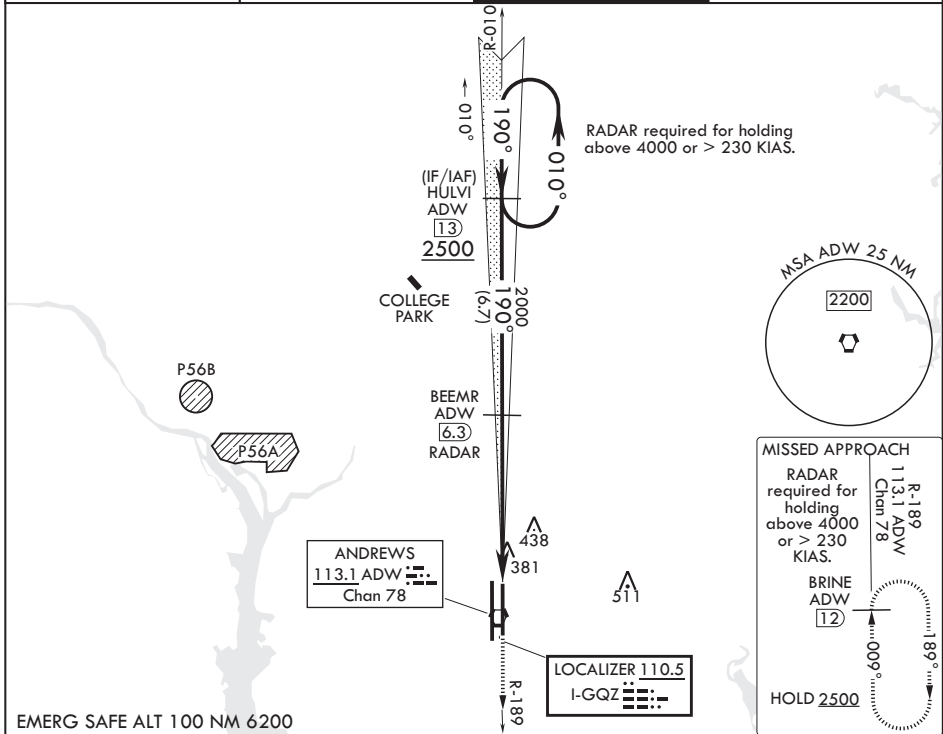 R-010
010°
190°
010°
RADAR required for holding
above 4000 or > 230 KIAS.
(IF/IAF)
HULVI
ADW
13
2500
COLLEGE
PARK
2000
190°
(6.7)
MSA ADW 25 NM
2200
P56B
P56A
BEEMR
ADW
6.3
RADAR
438
381
511
ANDREWS
113.1 ADW
Chan 78
LOCALIZER 110.5
I-GQZ
R-189
MISSED APPROACH
RADAR
required for
holding
above 4000
or > 230
KIAS.
R-189
113.1 ADW
Chan 78
BRINE
ADW
12
009°
189°
HOLD 2500
EMERG SAFE ALT 100 NM 6200